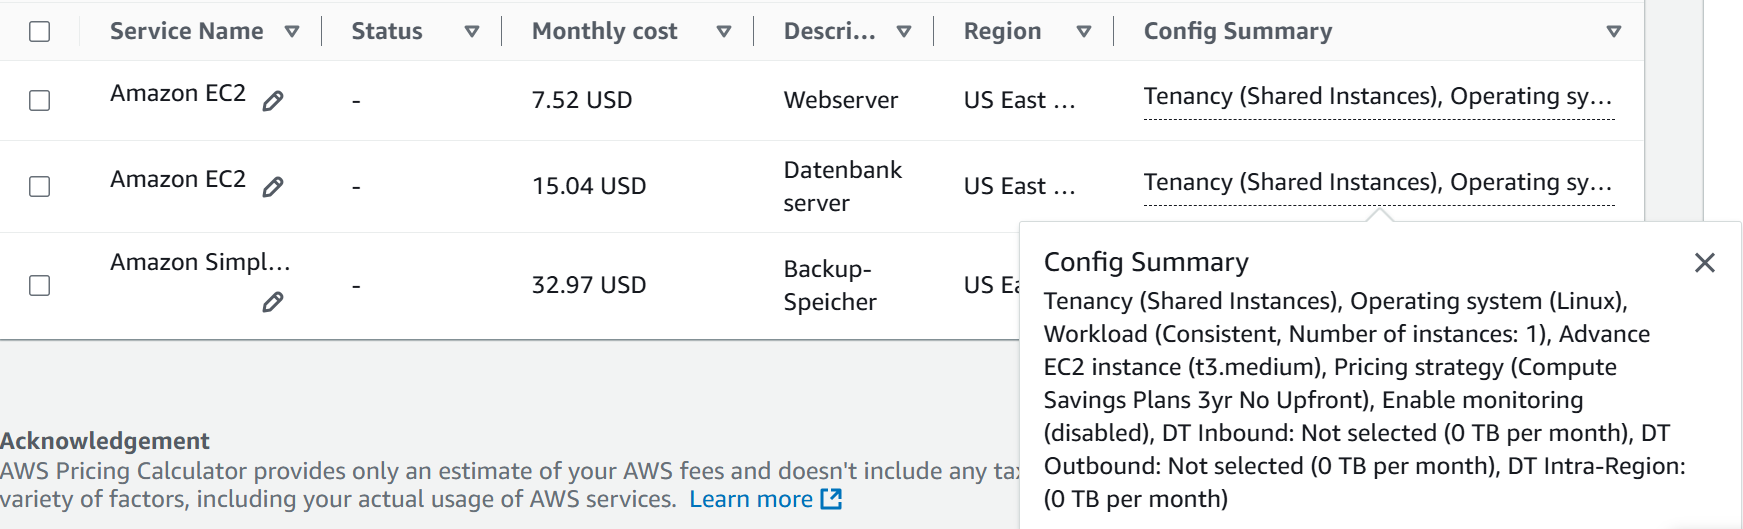 Service Name Status Monthly cost Descri... Region Config Summary
Amazon EC2 - 7.52 USD Webserver US East ... Tenancy (Shared Instances), Operating sy...
Amazon EC2 - 15.04 USD Datenbank
server US East ... Tenancy (Shared Instances), Operating sy...
Amazon Simpl... - 32.97 USD Backup-
Speicher US
Config Summary
Tenancy (Shared Instances), Operating system (Linux),
Workload (Consistent, Number of instances: 1), Advance
EC2 instance (t3.medium), Pricing strategy (Compute
Savings Plans 3yr No Upfront), Enable monitoring
(disabled), DT Inbound: Not selected (0 TB per month), DT
Outbound: Not selected (0 TB per month), DT Intra-Region:
(0 TB per month)
Acknowledgement
AWS Pricing Calculator provides only an estimate of your AWS fees and doesn't include any
variety of factors, including your actual usage of AWS services. Learn more